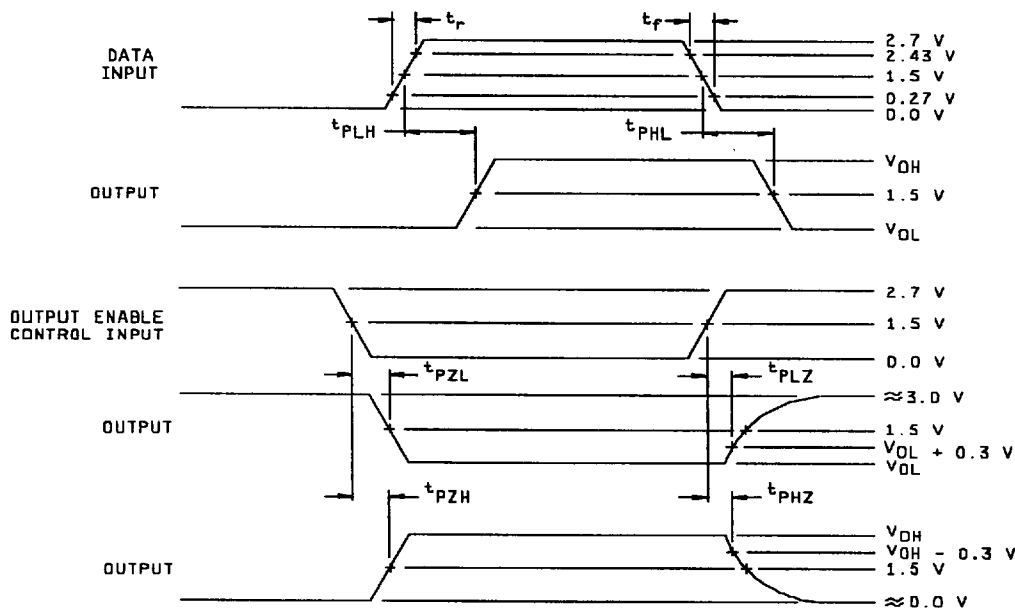 t_r
t_f
DATA
INPUT
2.7 V
2.43 V
1.5 V
0.27 V
0.0 V
t_PLH
t_PHL
OUTPUT
V_OH
1.5 V
V_OL
OUTPUT ENABLE
CONTROL INPUT
2.7 V
1.5 V
0.0 V
t_PZL
t_PLZ
OUTPUT
≈3.0 V
1.5 V
V_OL + 0.3 V
V_OL
t_PZH
t_PHZ
OUTPUT
V_OH
V_OH - 0.3 V
1.5 V
≈0.0 V